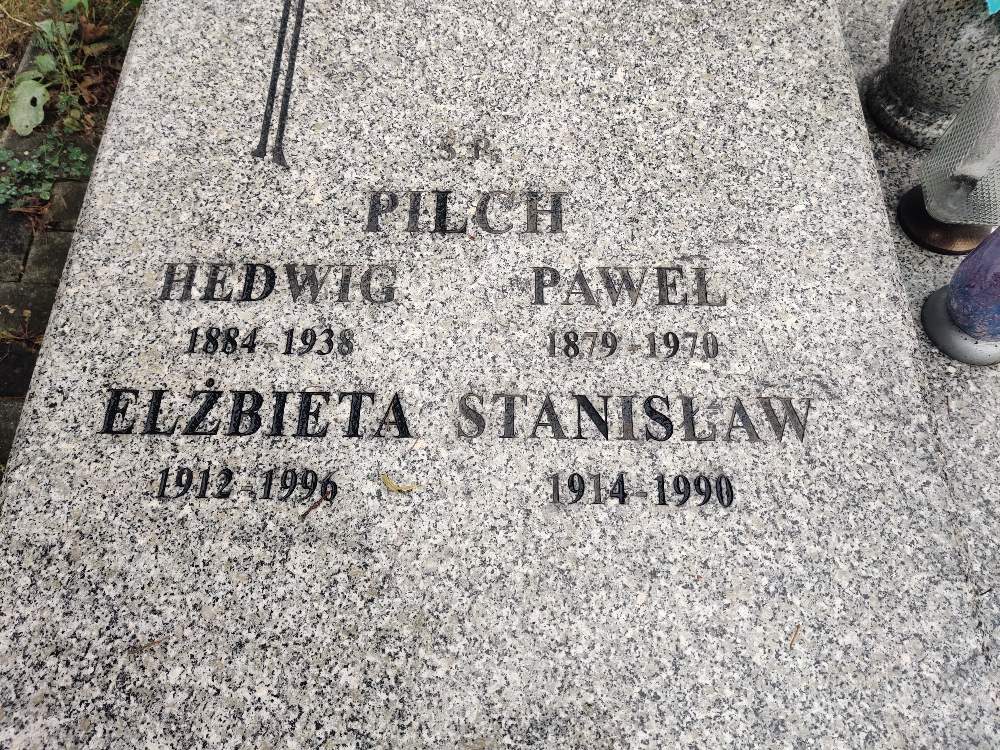 Ś.P.
PILCH
HEDWIG PAWEŁ
1884-1938 1879-1970
ELŻBIETA STANISŁAW
1912-1996 1914-1990